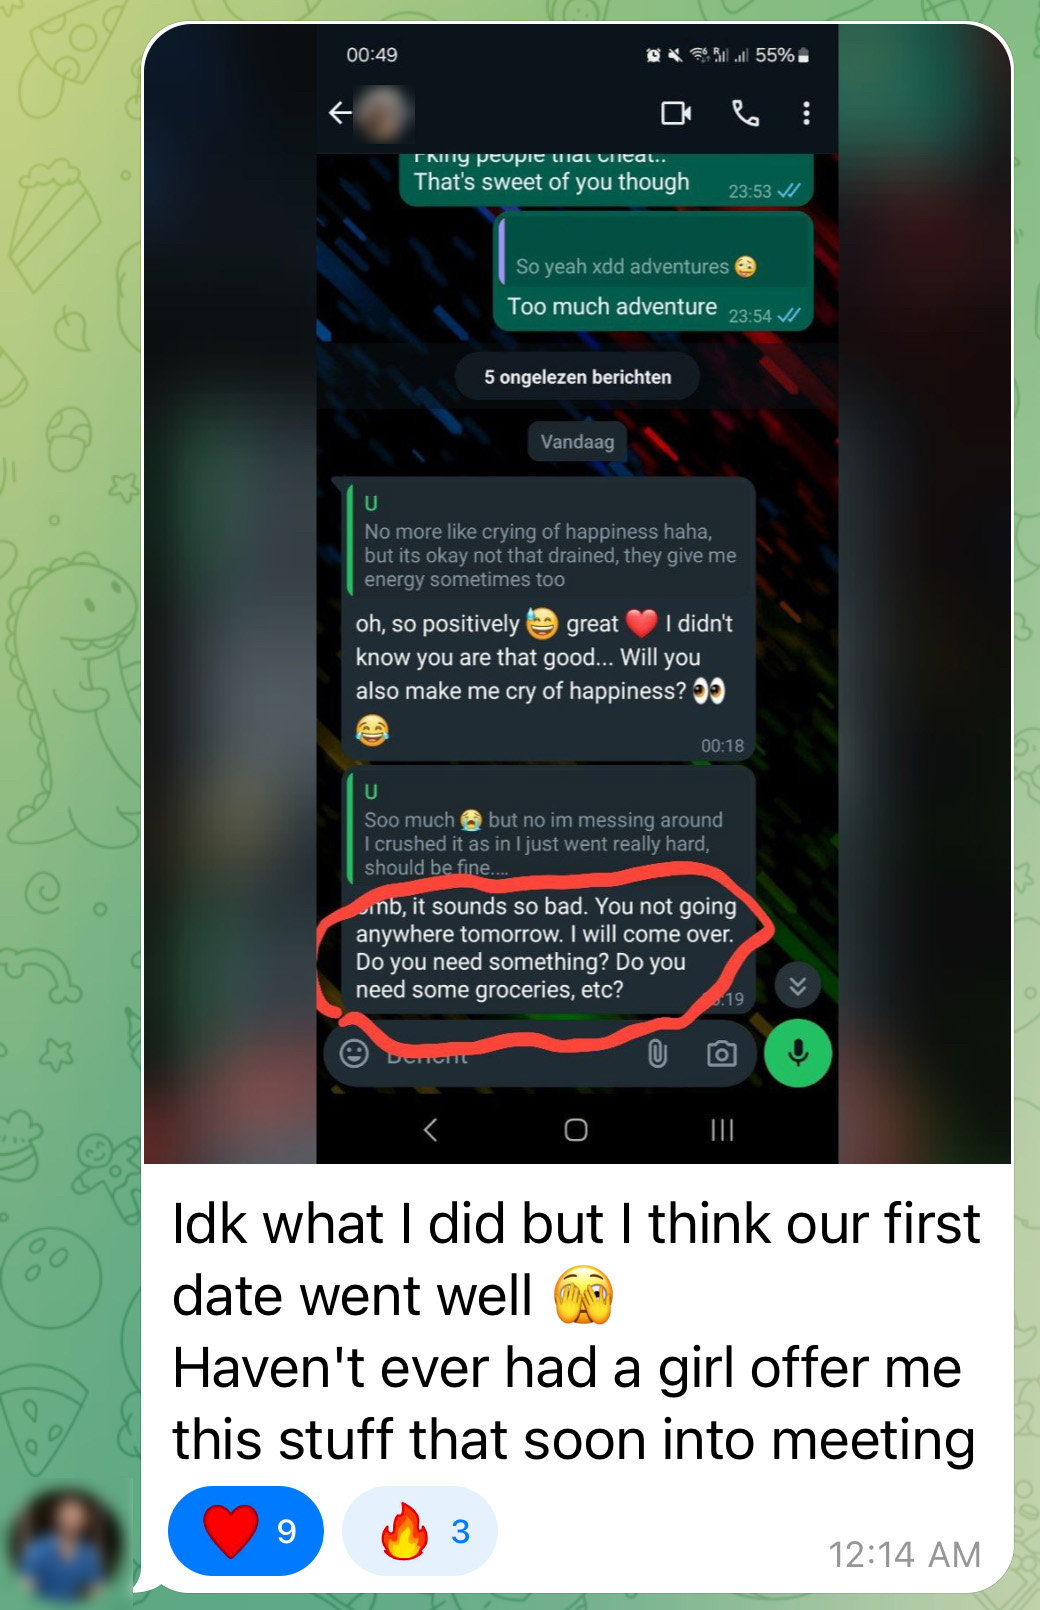 00:49
55%
That's sweet of you though
23:53
So yeah xdd adventures 😳
Too much adventure
23:54
5 ongelezen berichten
Vandaag
U
No more like crying of happiness haha,
but its okay not that drained, they give me
energy sometimes too
oh, so positively 😅 great ❤️ I didn't
know you are that good... Will you
also make me cry of happiness? 👀
😂
00:18
U
Soo much 😭 but no im messing around
I crushed it as in I just went really hard,
should be fine....
it sounds so bad. You not going
anywhere tomorrow. I will come over.
Do you need something? Do you
need some groceries, etc?
Bericht
Idk what I did but I think our first
date went well 🫣
Haven't ever had a girl offer me
this stuff that soon into meeting
❤️ 9
🔥 3
12:14 AM